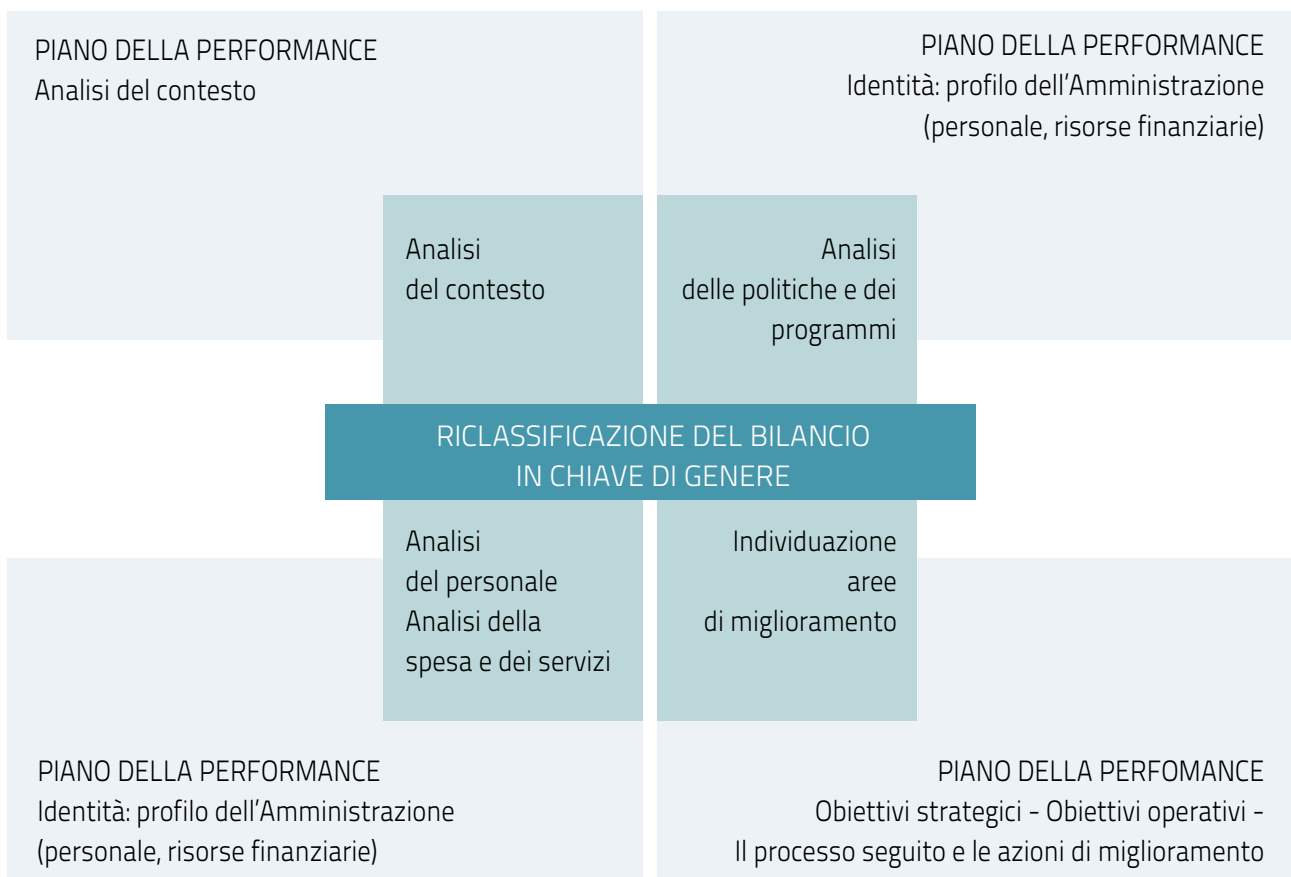 PIANO DELLA PERFORMANCE
Analisi del contesto
PIANO DELLA PERFORMANCE
Identità: profilo dell’Amministrazione
(personale, risorse finanziarie)
Analisi
del contesto
Analisi
delle politiche e dei
programmi
RICLASSIFICAZIONE DEL BILANCIO
IN CHIAVE DI GENERE
Analisi
del personale
Analisi della
spesa e dei servizi
Individuazione
aree
di miglioramento
PIANO DELLA PERFORMANCE
Identità: profilo dell’Amministrazione
(personale, risorse finanziarie)
PIANO DELLA PERFOMANCE
Obiettivi strategici - Obiettivi operativi -
Il processo seguito e le azioni di miglioramento